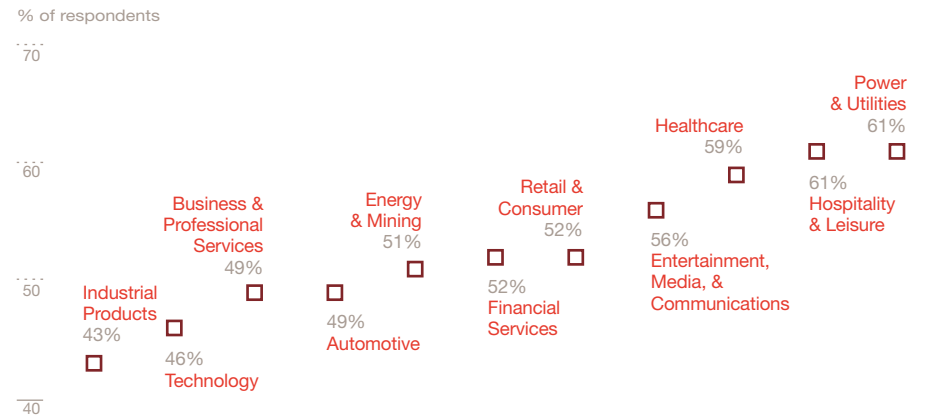 % of respondents
70
60
50
40
Industrial
Products
43%
46%
Technology
Business &
Professional
Services
49%
49%
Automotive
Energy
& Mining
51%
52%
Financial
Services
Retail &
Consumer
52%
56%
Entertainment,
Media, &
Communications
Healthcare
59%
61%
Hospitality
& Leisure
Power
& Utilities
61%